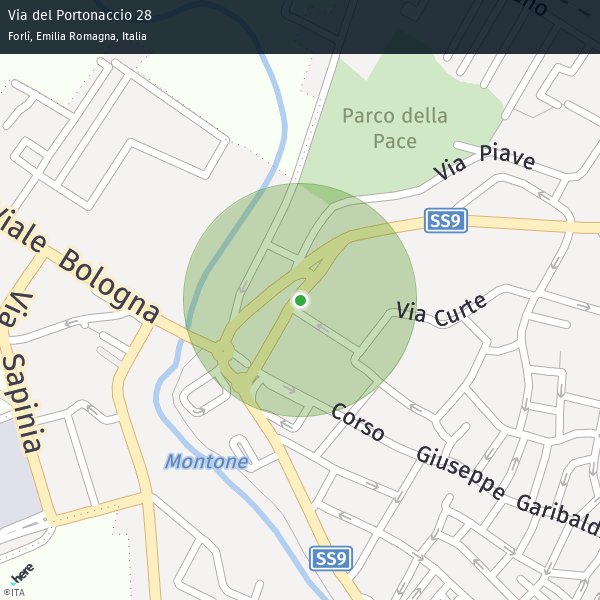 Via del Portonaccio 28
Forlì, Emilia Romagna, Italia
Parco della
Pace
Via Piave
SS9
Viale Bologna
Via Curte
Via Sapinia
Corso Giuseppe Garibaldi
Montone
SS9
here
©ITA